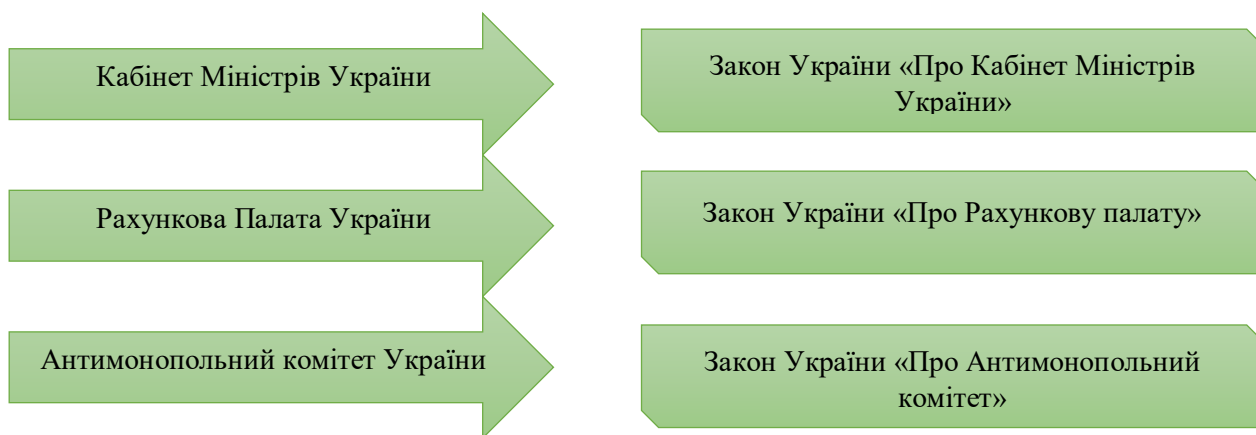 Кабінет Міністрів України
Закон України «Про Кабінет Міністрів
України»
Рахункова Палата України
Закон України «Про Рахункову палату»
Антимонопольний комітет України
Закон України «Про Антимонопольний
комітет»